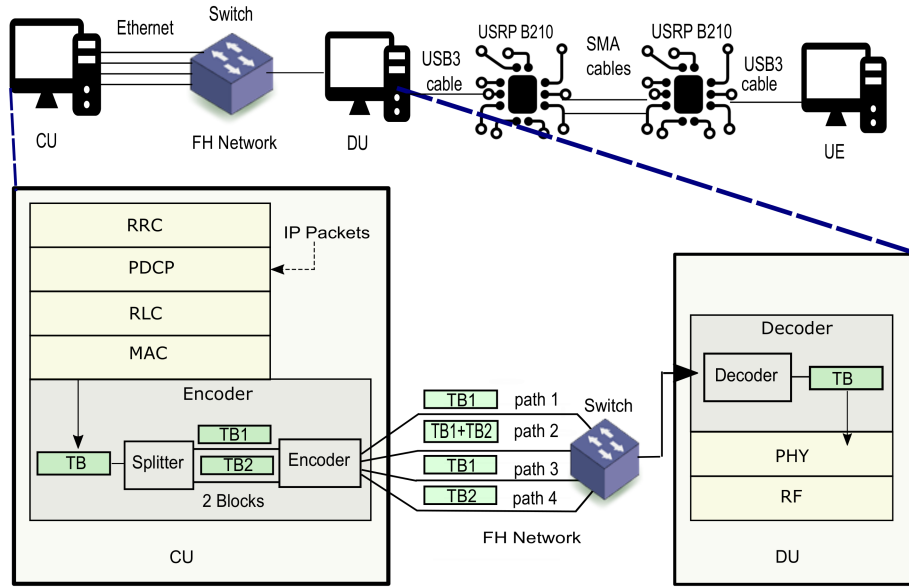 Switch
Ethernet
CU
FH Network
DU
USB3
cable
USRP B210
SMA
cables
USRP B210
USB3
cable
UE
RRC
IP Packets
PDCP
RLC
MAC
Encoder
TB
Splitter
TB1
TB2
2 Blocks
Encoder
CU
TB1 path 1
TB1+TB2 path 2
TB1 path 3
TB2 path 4
Switch
FH Network
Decoder
Decoder
TB
PHY
RF
DU